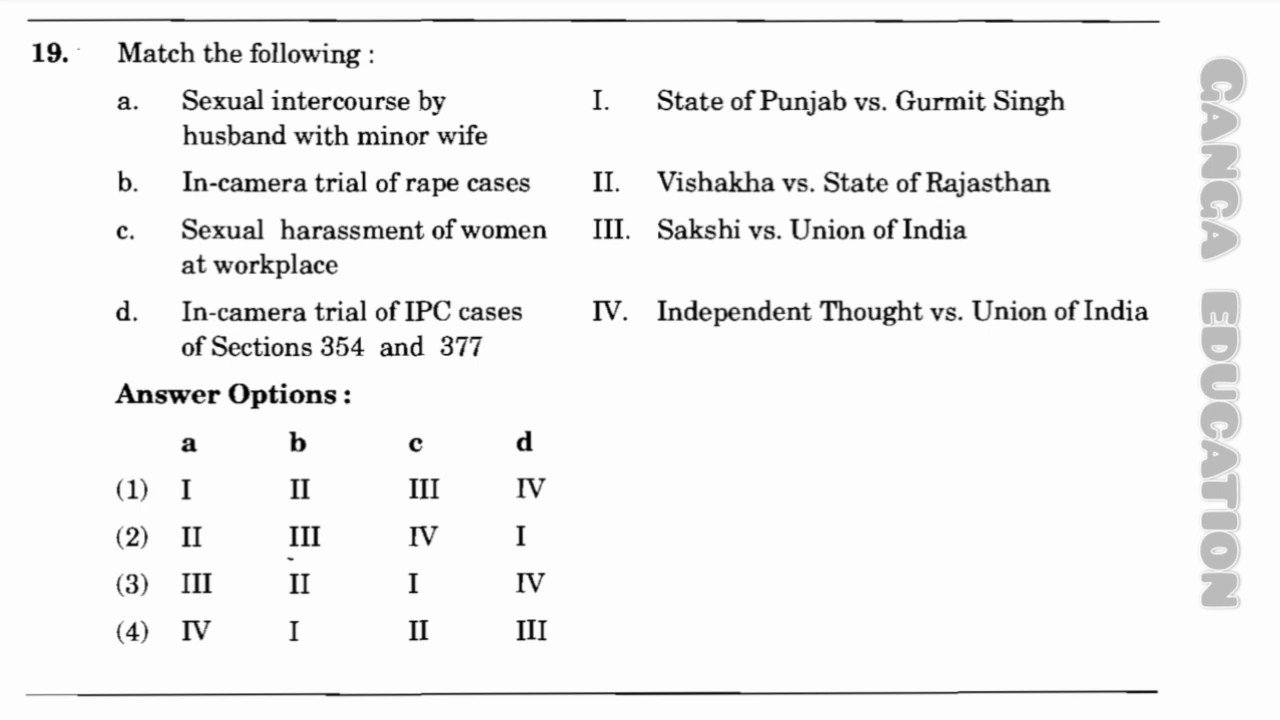 19. Match the following :
a. Sexual intercourse by husband with minor wife I. State of Punjab vs. Gurmit Singh
b. In-camera trial of rape cases II. Vishakha vs. State of Rajasthan
c. Sexual harassment of women at workplace III. Sakshi vs. Union of India
d. In-camera trial of IPC cases of Sections 354 and 377 IV. Independent Thought vs. Union of India
Answer Options :
a b c d
(1) I II III IV
(2) II III IV I
(3) III II I IV
(4) IV I II III
GANGA EDUCATION